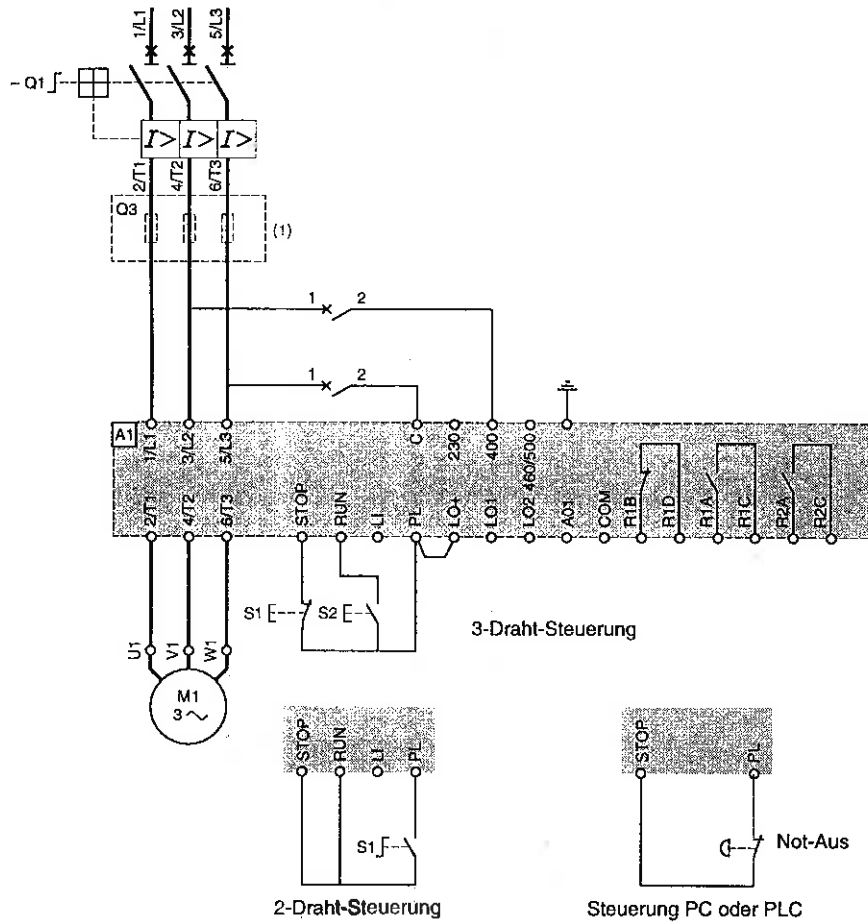 1/L1 3/L2 5/L3
– Q1
I> I> I>
2/T1 4/T2 6/T3
Q3
(1)
1 2
1 2
A1
1/L1 3/L2 5/L3 C 230 400 460/500
2/T1 4/T2 6/T3 STOP RUN LI PL LO+ LO1 LO2 AO1 COM R1B R1D R1A R1C R2A R2C
S1 S2
3-Draht-Steuerung
U1 V1 W1
M1
3
STOP RUN LI PL
STOP PL
S1
Not-Aus
2-Draht-Steuerung
Steuerung PC oder PLC